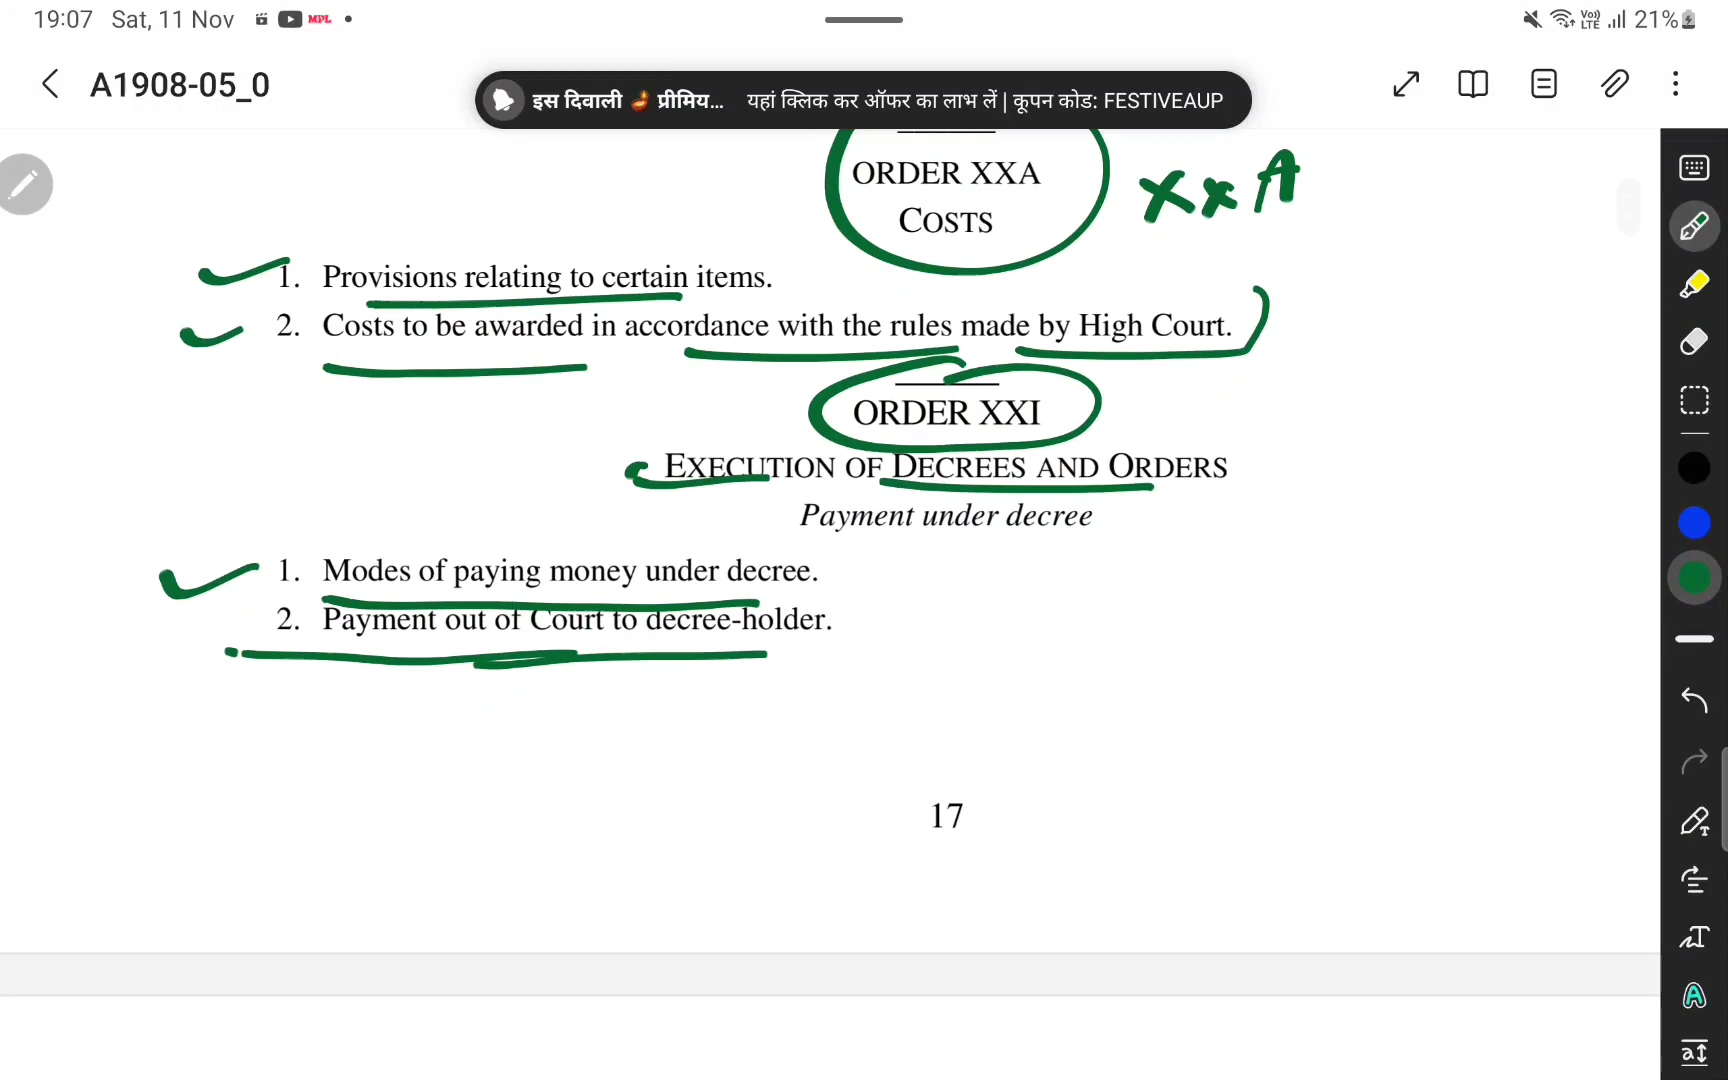 19:07 Sat, 11 Nov MPL
Vo)) LTE 21%
A1908-05_0
इस दिवाली 🪔 प्रीमिय... यहां क्लिक कर ऑफर का लाभ लें | कूपन कोड: FESTIVEAUP
ORDER XXA XXA
COSTS
1. Provisions relating to certain items.
2. Costs to be awarded in accordance with the rules made by High Court.
ORDER XXI
EXECUTION OF DECREES AND ORDERS
Payment under decree
1. Modes of paying money under decree.
2. Payment out of Court to decree-holder.
17